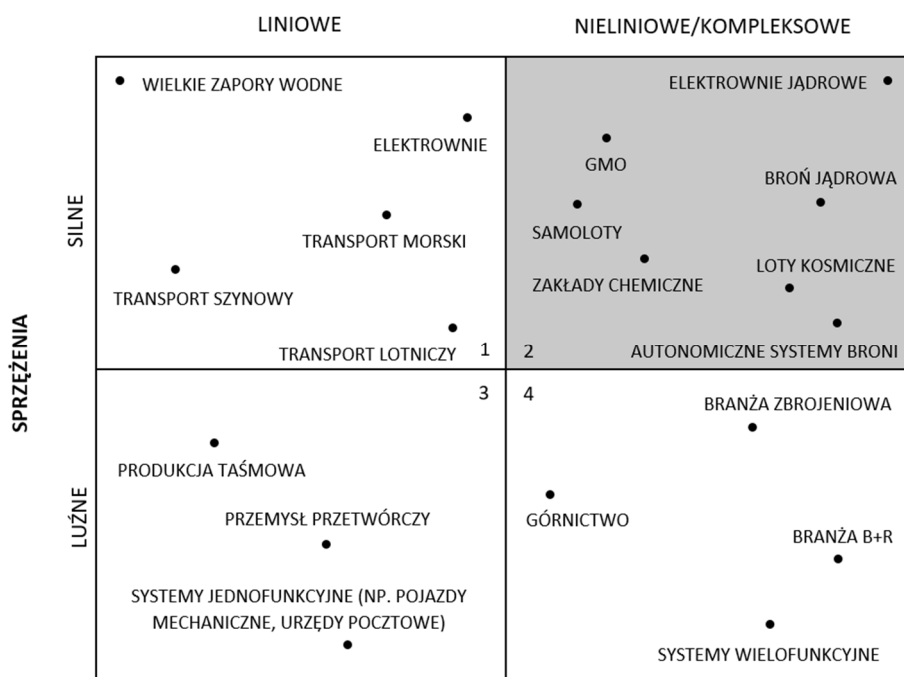 LINIOWE
NIELINIOWE/KOMPLEKSOWE
SPRZĘŻENIA
SILNE
WIELKIE ZAPORY WODNE
ELEKTROWNIE
TRANSPORT MORSKI
TRANSPORT SZYNOWY
TRANSPORT LOTNICZY
1
ELEKTROWNIE JĄDROWE
GMO
BROŃ JĄDROWA
SAMOLOTY
LOTY KOSMICZNE
ZAKŁADY CHEMICZNE
2
AUTONOMICZNE SYSTEMY BRONI
LUŹNE
3
PRODUKCJA TAŚMOWA
PRZEMYSŁ PRZETWÓRCZY
SYSTEMY JEDNOFUNKCYJNE (NP. POJAZDY
MECHANICZNE, URZĘDY POCZTOWE)
4
BRANŻA ZBROJENIOWA
GÓRNICTWO
BRANŻA B+R
SYSTEMY WIELOFUNKCYJNE